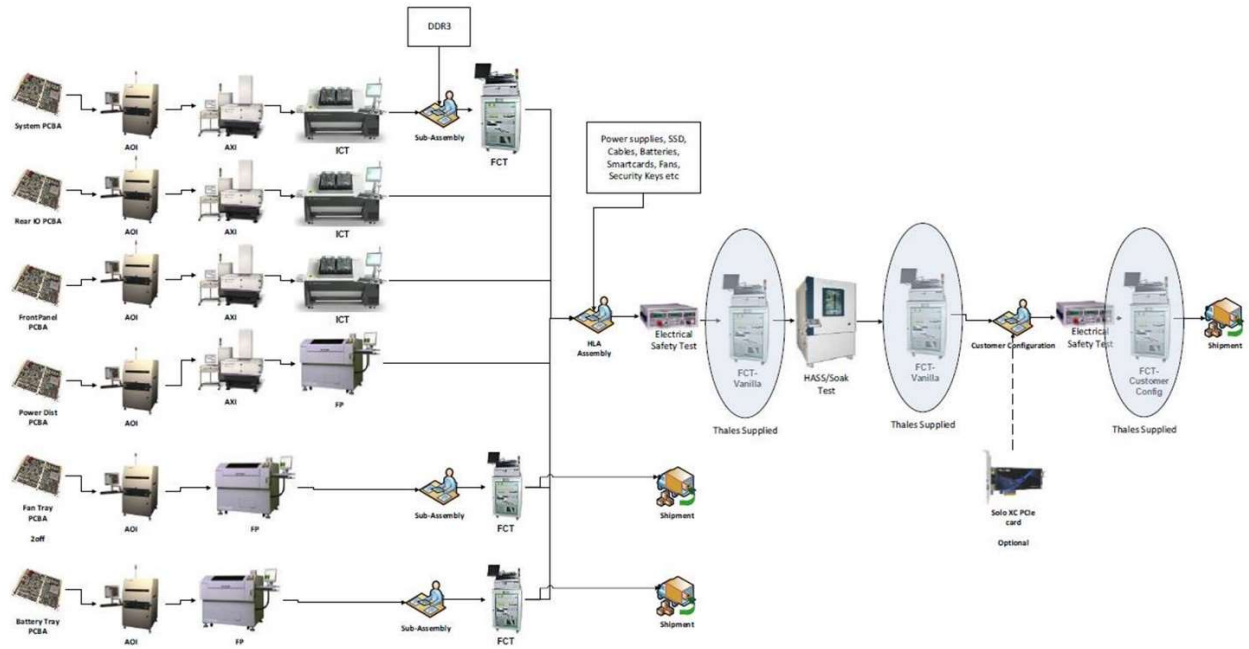 DDR3
System PCBA
AOI
AXI
ICT
Sub-Assembly
FCT
Power supplies, SSD,
Cables, Batteries,
Smartcards, Fans,
Security Keys etc
Rear IO PCBA
AOI
AXI
ICT
FrontPanel
PCBA
AOI
AXI
ICT
HLA
Assembly
Electrical
Safety Test
FCT-
Vanilla
Thales Supplied
HASS/Soak
Test
FCT-
Vanilla
Thales Supplied
Customer Configuration
Electrical
Safety Test
FCT-
Customer
Config
Thales Supplied
Shipment
Power Dist
PCBA
AOI
AXI
FP
Fan Tray
PCBA
2off
AOI
FP
Sub-Assembly
FCT
Shipment
Solo XC PCIe
card
Optional
Battery Tray
PCBA
AOI
FP
Sub-Assembly
FCT
Shipment